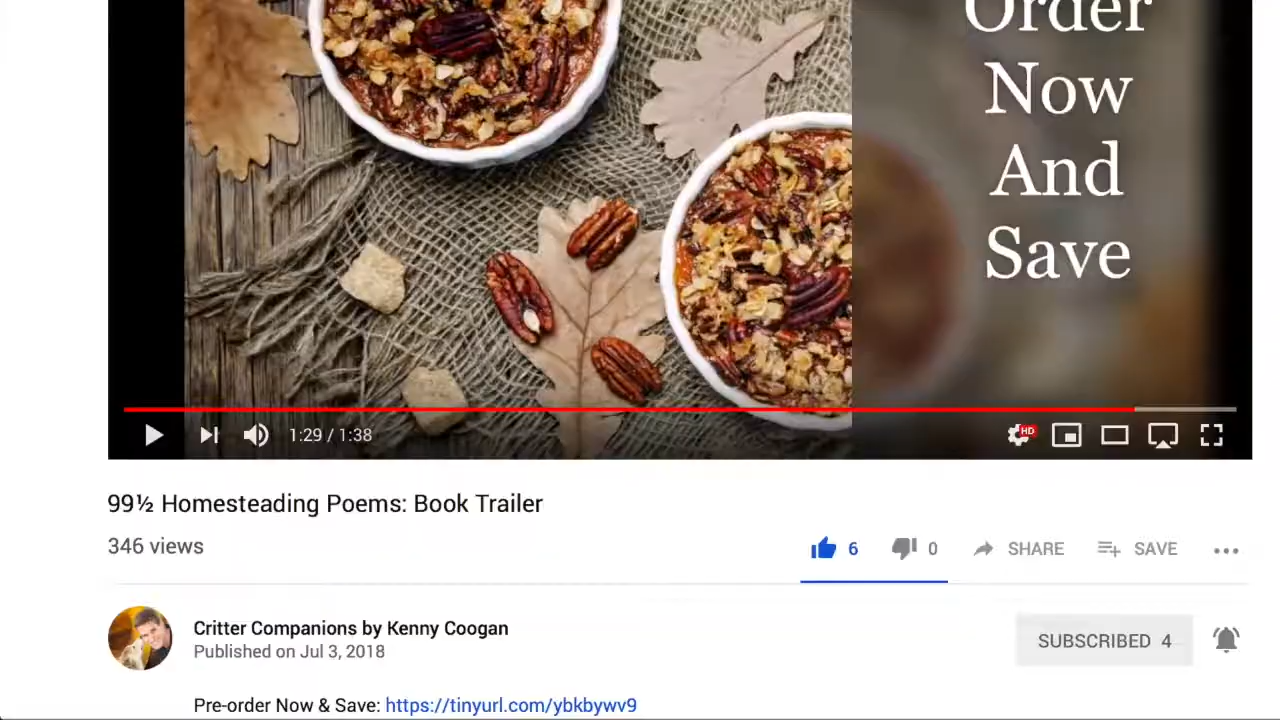 Order
Now
And
Save
HD
1:29 / 1:38
99½ Homesteading Poems: Book Trailer
346 views
6
0
SHARE
SAVE
Critter Companions by Kenny Coogan
Published on Jul 3, 2018
SUBSCRIBED 4
Pre-order Now & Save: https://tinyurl.com/ybkbywv9